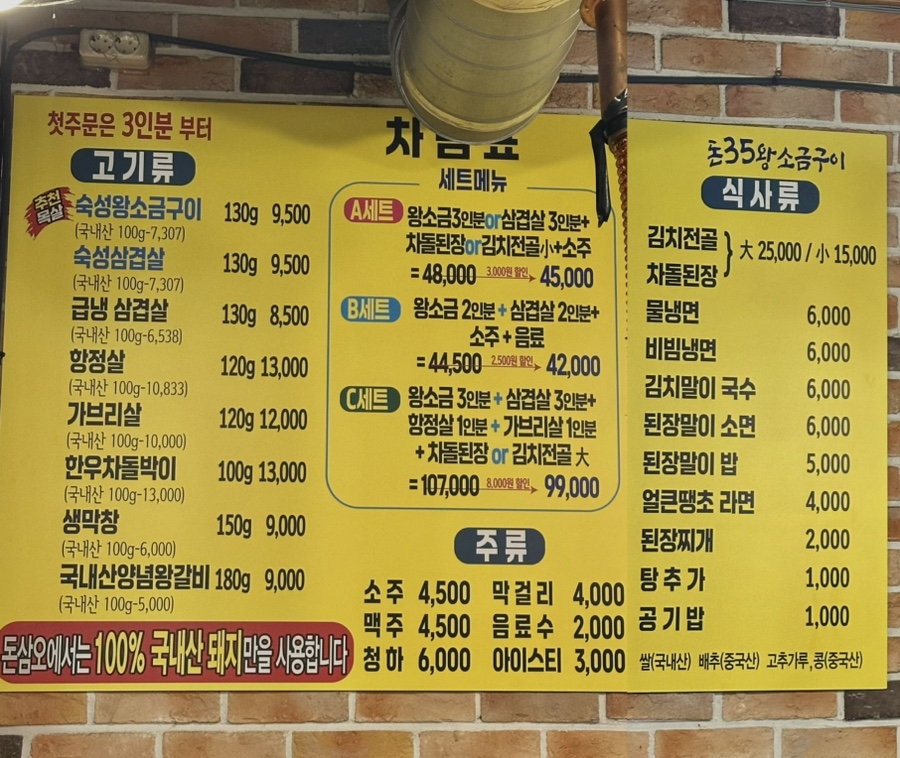 첫주문은 3인분 부터
고기류
추천
목살
숙성왕소금구이 130g 9,500
(국내산 100g-7,307)
숙성삼겹살 130g 9,500
(국내산 100g-7,307)
급냉 삼겹살 130g 8,500
(국내산 100g-6,538)
항정살 120g 13,000
(국내산 100g-10,833)
가브리살 120g 12,000
(국내산 100g-10,000)
한우차돌박이 100g 13,000
(국내산 100g-13,000)
생막창 150g 9,000
(국내산 100g-6,000)
국내산양념왕갈비 180g 9,000
(국내산 100g-5,000)
돈삼오에서는 100% 국내산 돼지만을 사용합니다
차림표
세트메뉴
A세트 왕소금3인분or삼겹살 3인분+
차돌된장or김치전골小+소주
=48,000 3,000원 할인 45,000
B세트 왕소금 2인분+삼겹살 2인분+
소주+음료
=44,500 2,500원 할인 42,000
C세트 왕소금 3인분+삼겹살 3인분+
항정살 1인분+가브리살 1인분
+차돌된장 or 김치전골 大
=107,000 8,000원 할인 99,000
주류
소주 4,500 막걸리 4,000
맥주 4,500 음료수 2,000
청하 6,000 아이스티 3,000
돈35왕소금구이
식사류
김치전골
차돌된장 大 25,000 / 小 15,000
물냉면 6,000
비빔냉면 6,000
김치말이 국수 6,000
된장말이 소면 6,000
된장말이 밥 5,000
얼큰땡초 라면 4,000
된장찌개 2,000
탕추가 1,000
공기밥 1,000
쌀(국내산) 배추(중국산) 고추가루,콩(중국산)